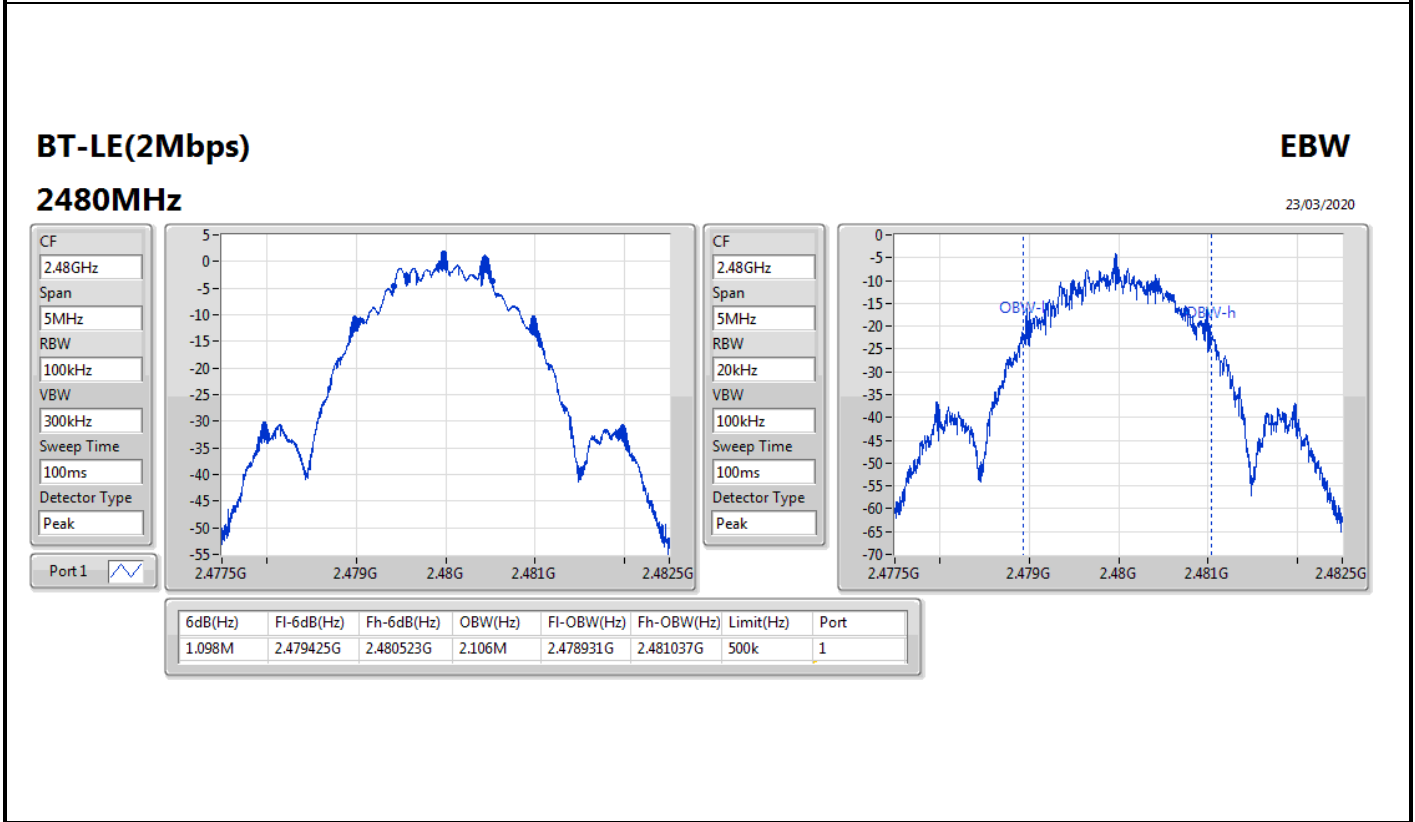 BT-LE(2Mbps)
EBW
2480MHz
23/03/2020
CF
2.48GHz
Span
5MHz
RBW
100kHz
VBW
300kHz
Sweep Time
100ms
Detector Type
Peak
Port 1
5
0
-5
-10
-15
-20
-25
-30
-35
-40
-45
-50
-55
2.4775G 2.479G 2.48G 2.481G 2.4825G
CF
2.48GHz
Span
5MHz
RBW
20kHz
VBW
100kHz
Sweep Time
100ms
Detector Type
Peak
0
-5
-10
-15
-20
-25
-30
-35
-40
-45
-50
-55
-60
-65
-70
OBW-h
2.4775G 2.479G 2.48G 2.481G 2.4825G
6dB(Hz) Fl-6dB(Hz) Fh-6dB(Hz) OBW(Hz) Fl-OBW(Hz) Fh-OBW(Hz) Limit(Hz) Port
1.098M 2.479425G 2.480523G 2.106M 2.478931G 2.481037G 500k 1